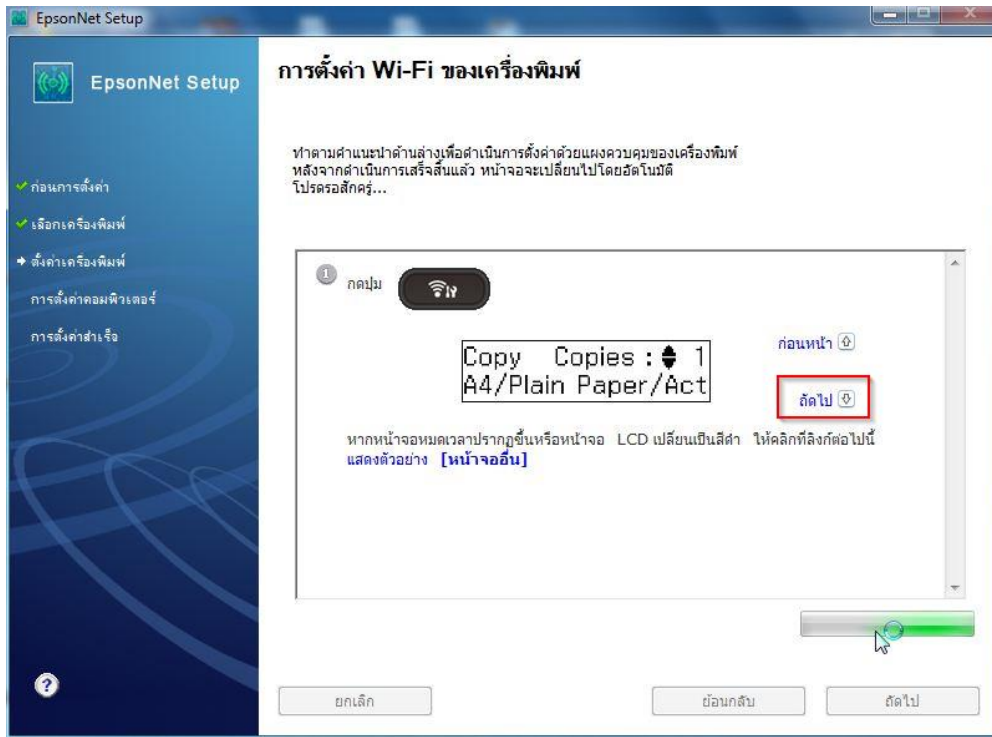 EpsonNet Setup
EpsonNet Setup
การตั้งค่า Wi-Fi ของเครื่องพิมพ์
ทำตามคำแนะนำด้านล่างเพื่อดำเนินการตั้งค่าด้วยแผงควบคุมของเครื่องพิมพ์
หลังจากดำเนินการเสร็จสิ้นแล้ว หน้าจอจะเปลี่ยนไปโดยอัตโนมัติ
โปรดรอสักครู่...
ก่อนการตั้งค่า
เลือกเครื่องพิมพ์
ตั้งค่าเครื่องพิมพ์
การตั้งค่าคอมพิวเตอร์
การตั้งค่าสำเร็จ
1 กดปุ่ม
Copy Copies : 1
A4/Plain Paper/Act
ก่อนหน้า
ถัดไป
หากหน้าจอหมดเวลาปรากฏขึ้นหรือหน้าจอ LCD เปลี่ยนเป็นสีดำ ให้คลิกที่ลิงก์ต่อไปนี้
แสดงตัวอย่าง [หน้าจออื่น]
?
ยกเลิก
ย้อนกลับ
ถัดไป